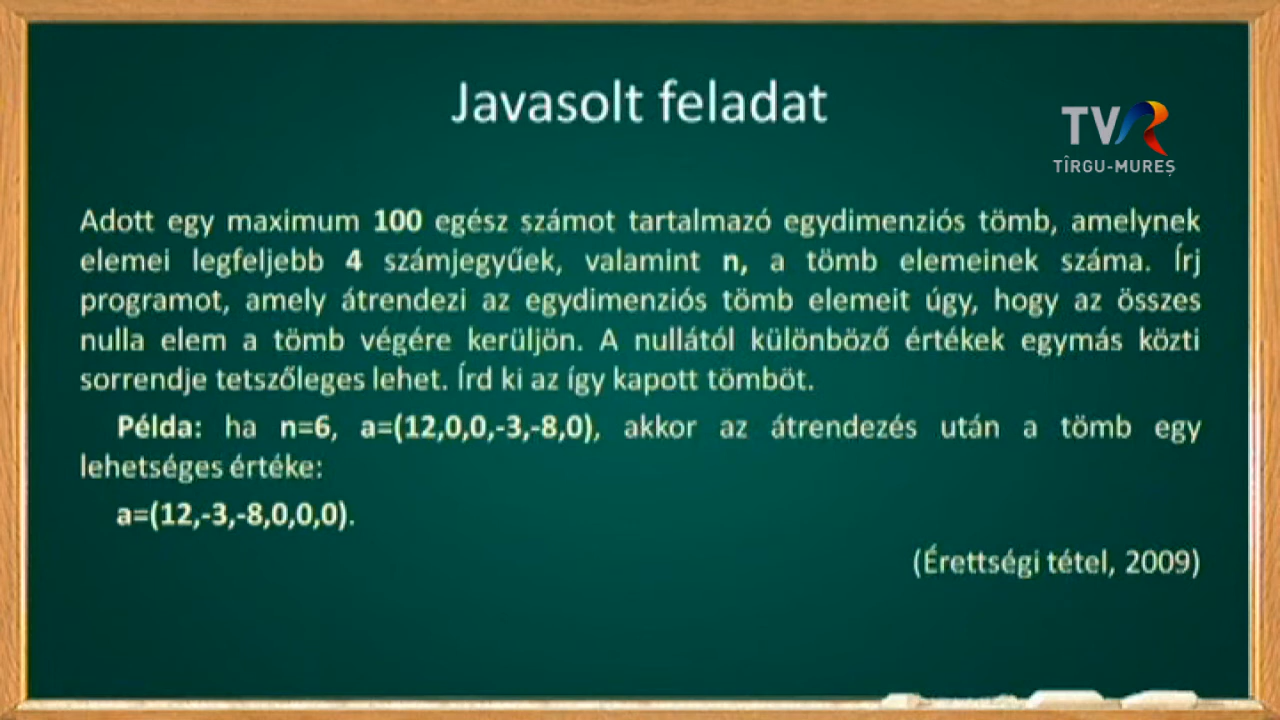 Javasolt feladat
TVR
TÎRGU-MUREȘ
Adott egy maximum 100 egész számot tartalmazó egydimenziós tömb, amelynek
elemei legfeljebb 4 számjegyűek, valamint n, a tömb elemeinek száma. Írj
programot, amely átrendezi az egydimenziós tömb elemeit úgy, hogy az összes
nulla elem a tömb végére kerüljön. A nullától különböző értékek egymás közti
sorrendje tetszőleges lehet. Írd ki az így kapott tömböt.
Példa: ha n=6, a=(12,0,0,-3,-8,0), akkor az átrendezés után a tömb egy
lehetséges értéke:
a=(12,-3,-8,0,0,0).
(Érettségi tétel, 2009)